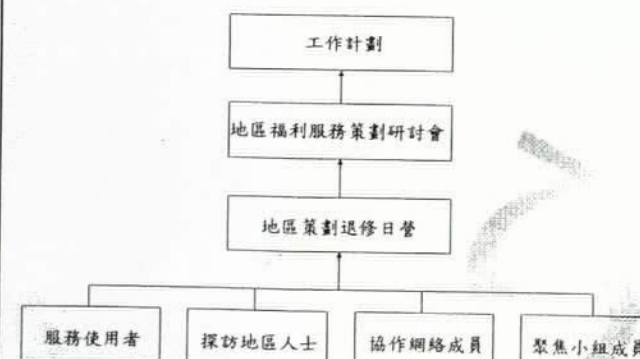 工作計劃
地區福利服務策劃研討會
地區策劃退修日營
服務使用者
探訪地區人士
協作網絡成員
聚焦小組成員